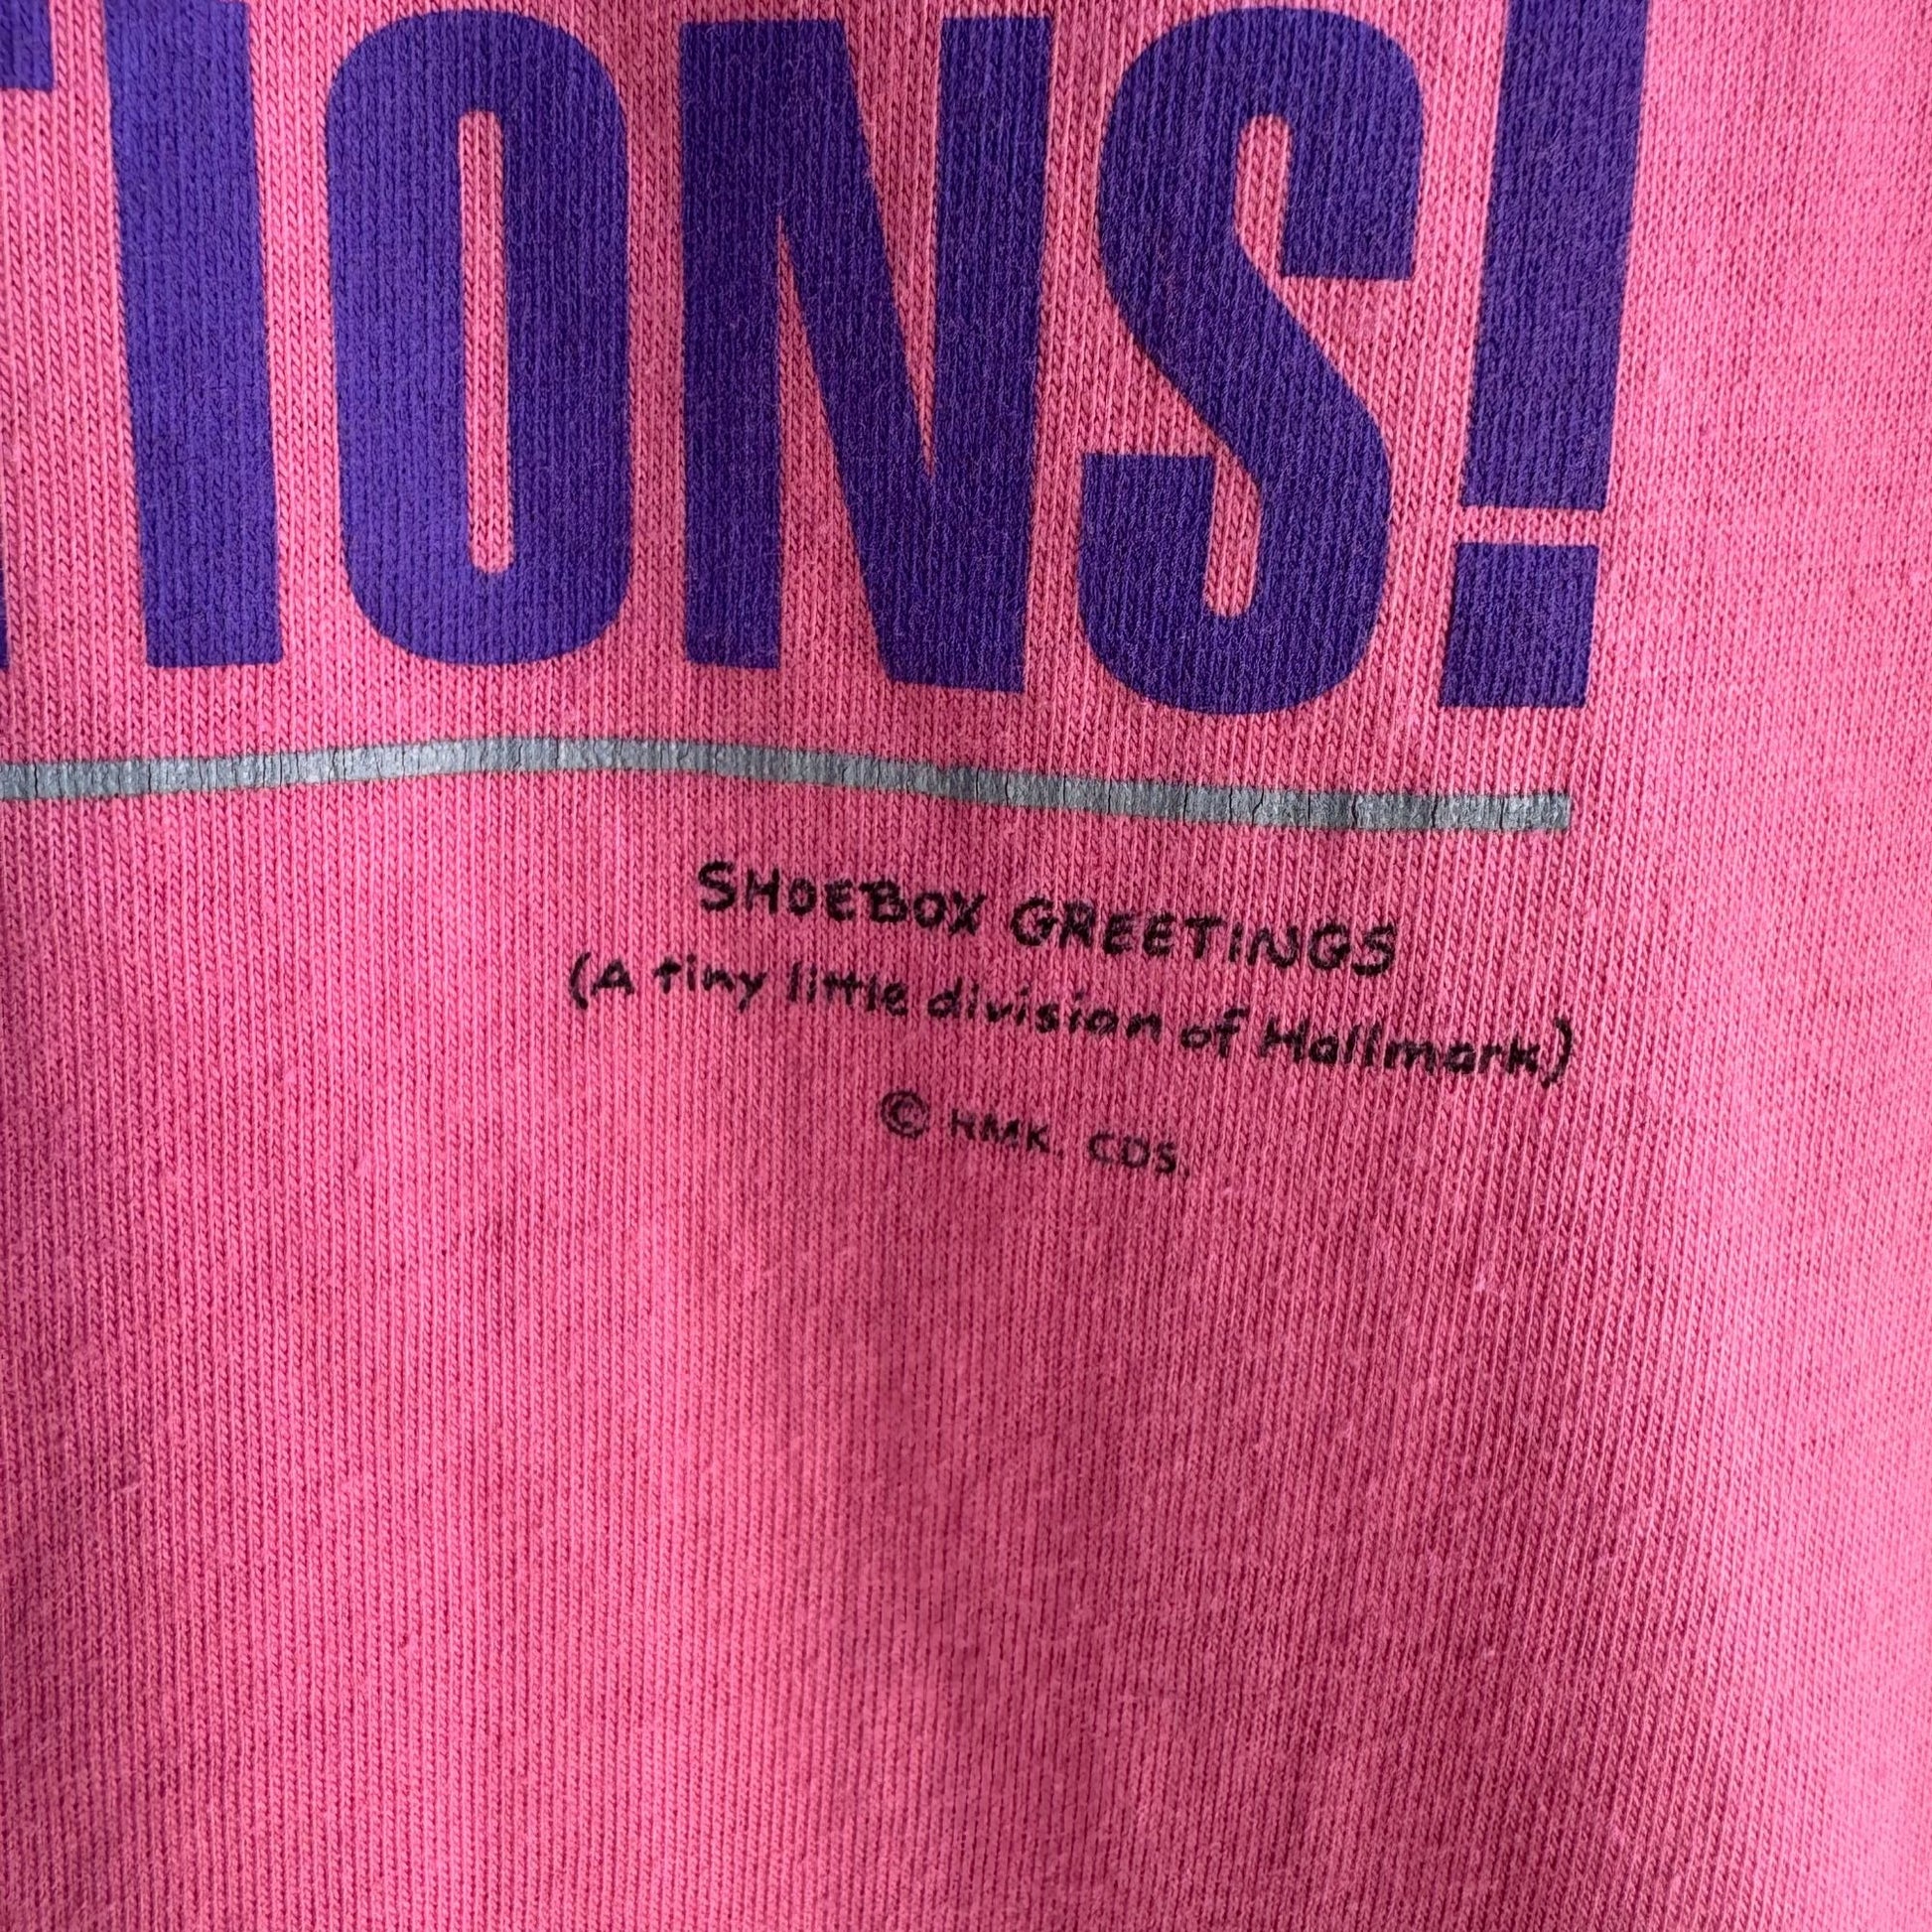 TIONS!
SHOEBOX GREETINGS
(A tiny little division of Hallmark)
© HMK. CDS.